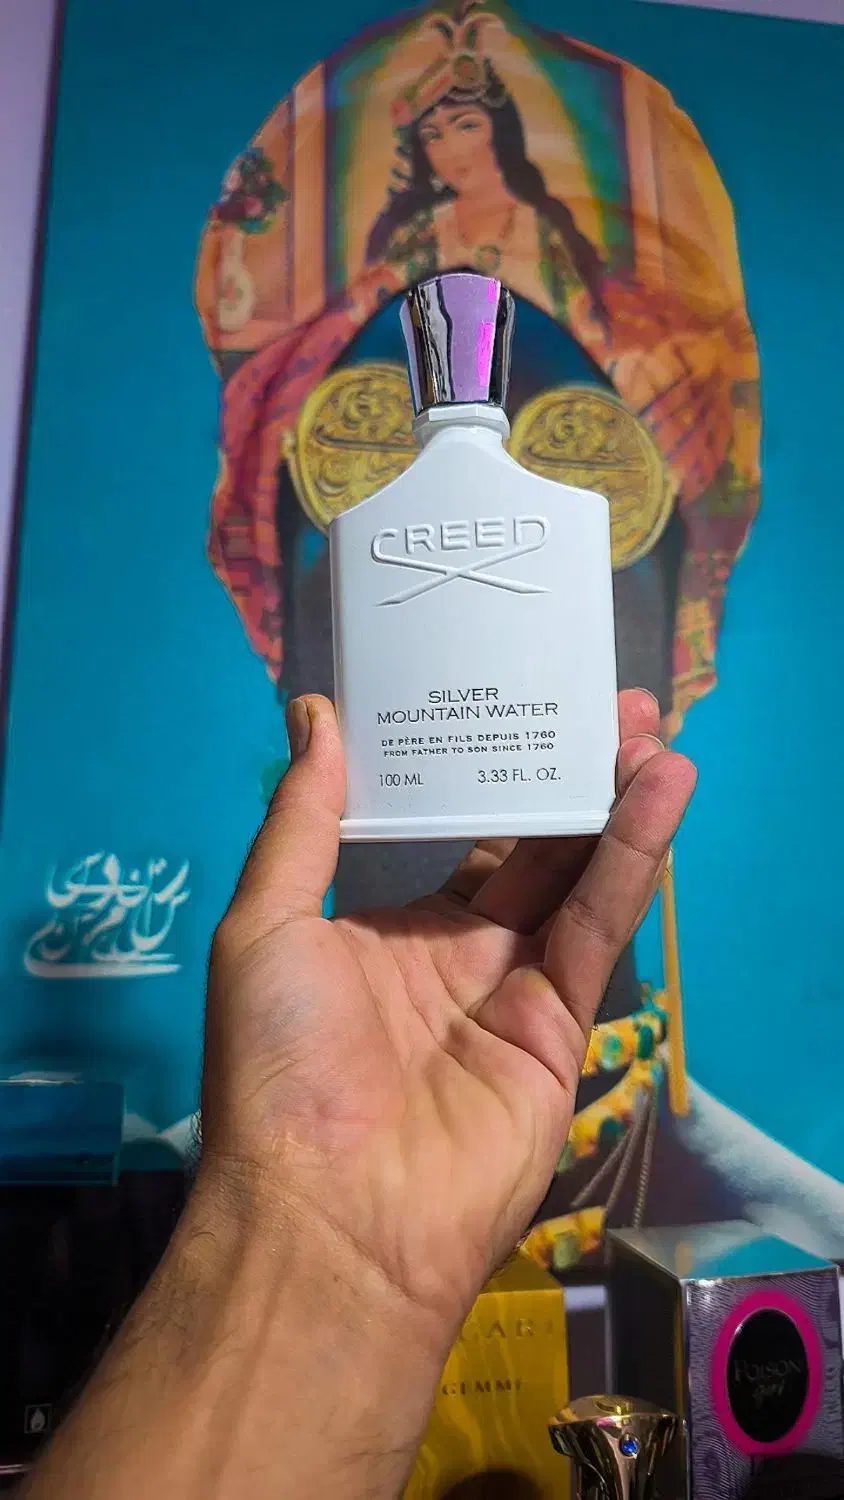 CREED
SILVER
MOUNTAIN WATER
DE PÈRE EN FILS DEPUIS 1760
FROM FATHER TO SON SINCE 1760
100 ML 3.33 FL. OZ.
GEMME
POISON
girl